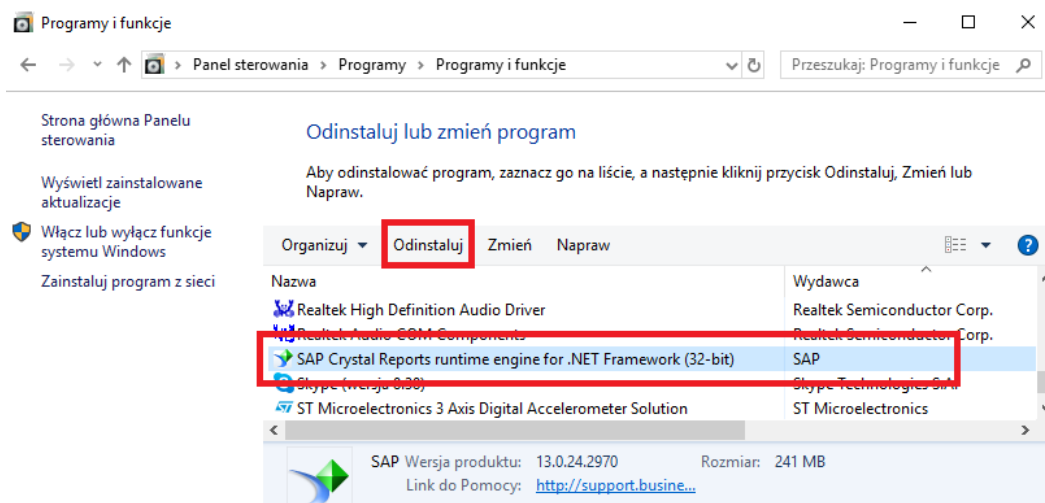 Programy i funkcje
Panel sterowania > Programy > Programy i funkcje
Przeszukaj: Programy i funkcje
Strona główna Panelu
sterowania
Wyświetl zainstalowane
aktualizacje
Włącz lub wyłącz funkcje
systemu Windows
Zainstaluj program z sieci
Odinstaluj lub zmień program
Aby odinstalować program, zaznacz go na liście, a następnie kliknij przycisk Odinstaluj, Zmień lub
Napraw.
Organizuj Odinstaluj Zmień Napraw
Nazwa Wydawca
Realtek High Definition Audio Driver Realtek Semiconductor Corp.
Realtek Audio COM Components Realtek Semiconductor Corp.
SAP Crystal Reports runtime engine for .NET Framework (32-bit) SAP
Skype (wersja 8.30) Skype Technologies S.A.
ST Microelectronics 3 Axis Digital Accelerometer Solution ST Microelectronics
SAP Wersja produktu: 13.0.24.2970 Rozmiar: 241 MB
Link do Pomocy: http://support.busine...